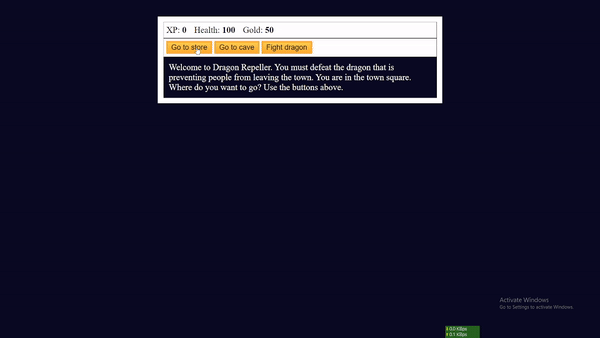 XP: 0 Health: 100 Gold: 50
Go to store Go to cave Fight dragon
Welcome to Dragon Repeller. You must defeat the dragon that is
preventing people from leaving the town. You are in the town square.
Where do you want to go? Use the buttons above.
Activate Windows
Go to Settings to activate Windows.
0.0 KBps
0.1 KBps